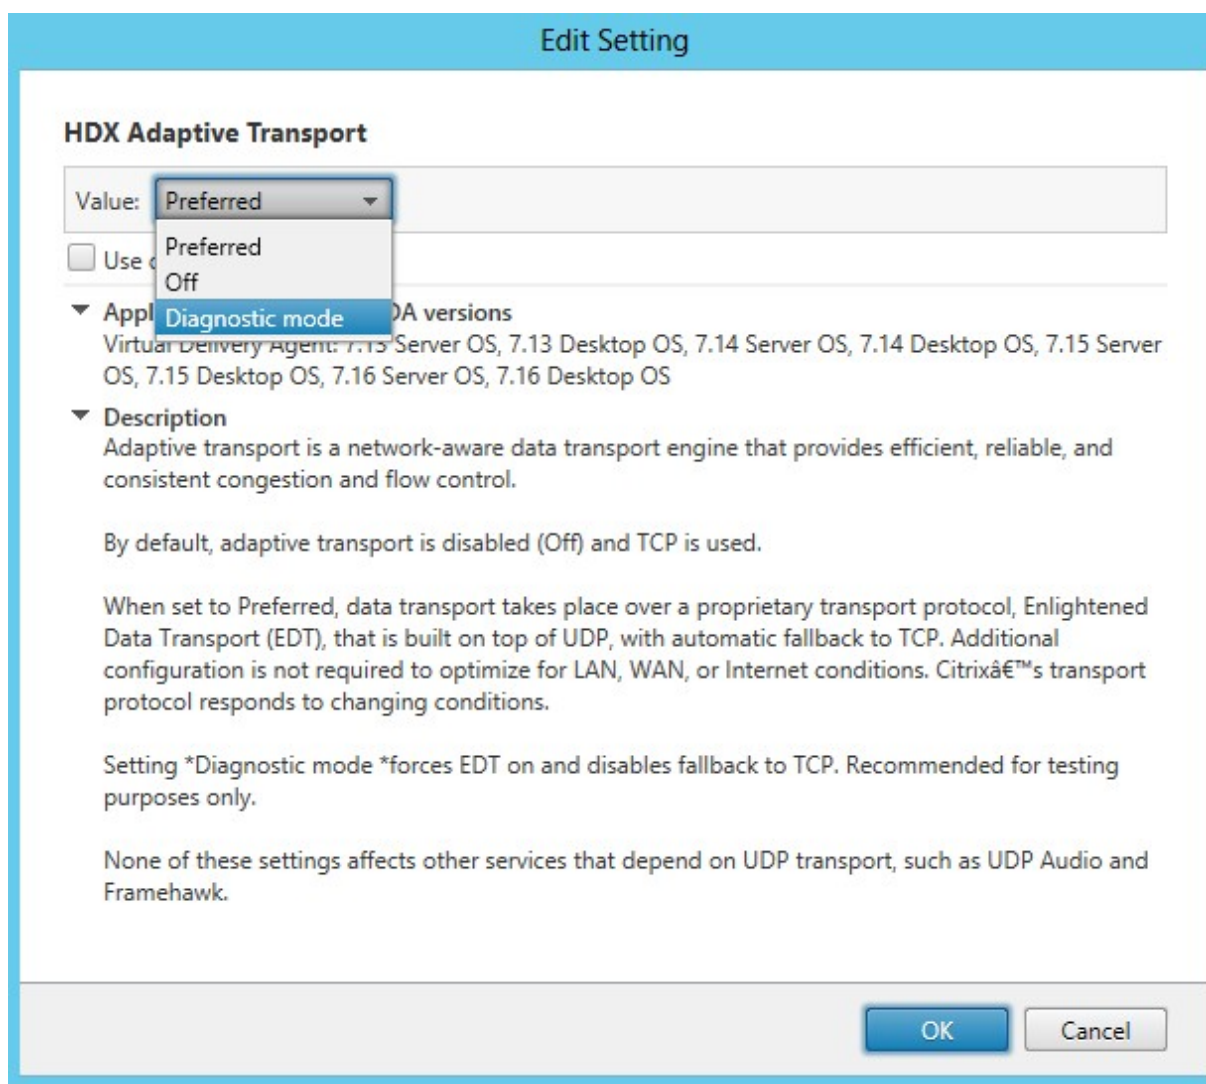 Edit Setting
HDX Adaptive Transport
Value: Preferred
Preferred
Use
Off
Diagnostic mode
versions
Virtual Delivery Agent: 7.13 Server OS, 7.13 Desktop OS, 7.14 Server OS, 7.14 Desktop OS, 7.15 Server
OS, 7.15 Desktop OS, 7.16 Server OS, 7.16 Desktop OS
Description
Adaptive transport is a network-aware data transport engine that provides efficient, reliable, and
consistent congestion and flow control.
By default, adaptive transport is disabled (Off) and TCP is used.
When set to Preferred, data transport takes place over a proprietary transport protocol, Enlightened
Data Transport (EDT), that is built on top of UDP, with automatic fallback to TCP. Additional
configuration is not required to optimize for LAN, WAN, or Internet conditions. Citrixâ€™s transport
protocol responds to changing conditions.
Setting *Diagnostic mode *forces EDT on and disables fallback to TCP. Recommended for testing
purposes only.
None of these settings affects other services that depend on UDP transport, such as UDP Audio and
Framehawk.
OK
Cancel